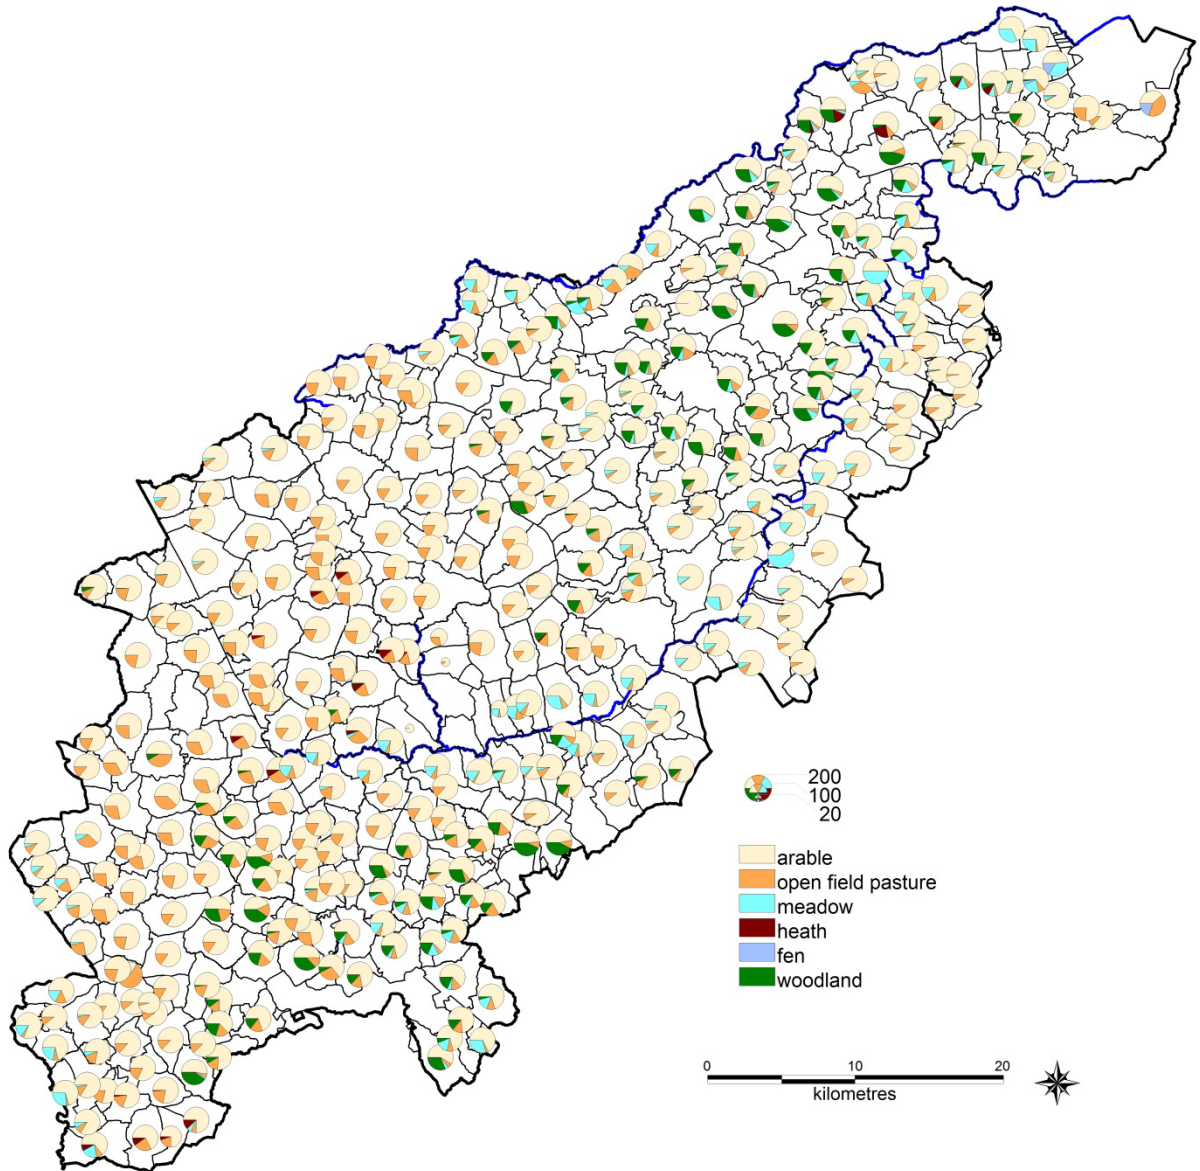 200
100
20
arable
open field pasture
meadow
heath
fen
woodland
0 10 20
kilometres